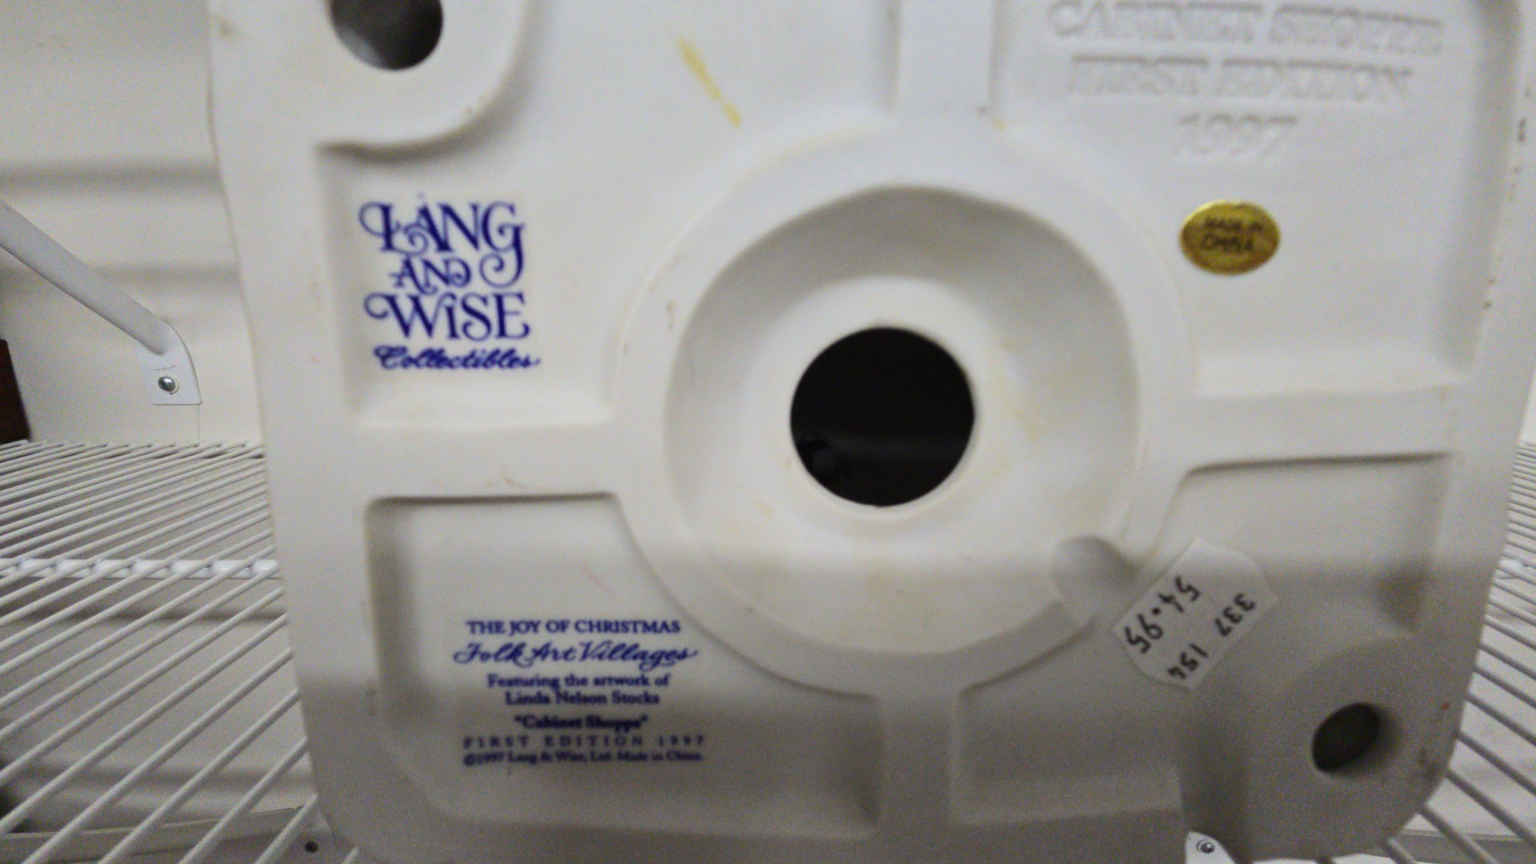 CABINET SHOPPE
FIRST EDITION
1997
LANG
AND
WISE
Collectibles
MADE IN
CHINA
THE JOY OF CHRISTMAS
Folk Art Villages
Featuring the artwork of
Linda Nelson Stocks
"Cabinet Shoppe"
FIRST EDITION 1997
©1997 Lang & Wise, Ltd. Made in China.
337 154
54.95